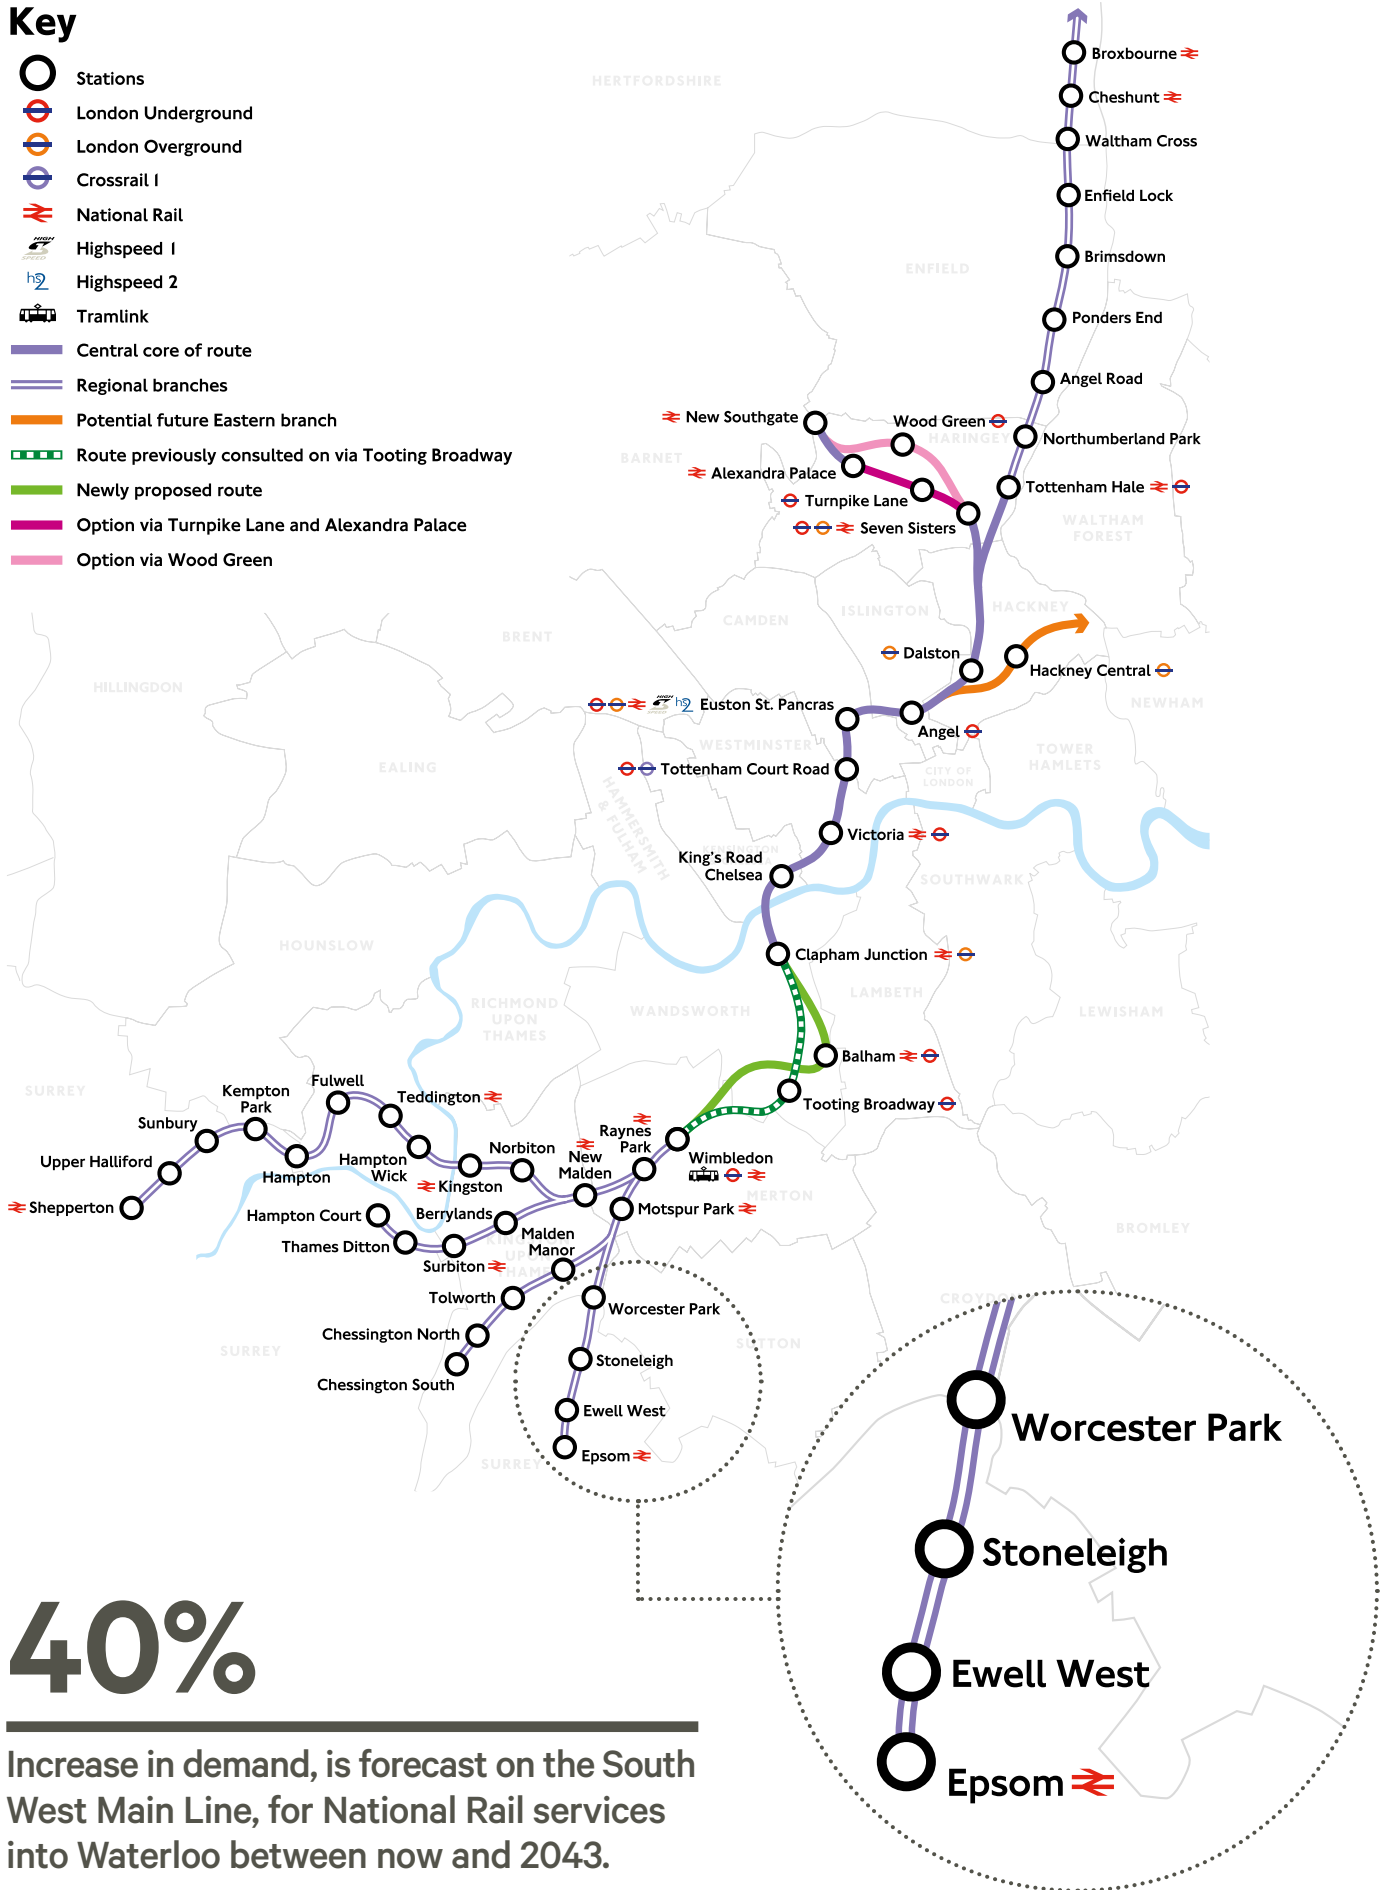 Key
Stations
London Underground
London Overground
Crossrail 1
National Rail
HIGH
SPEED
Highspeed 1
hs2
Highspeed 2
Tramlink
Central core of route
Regional branches
Potential future Eastern branch
Route previously consulted on via Tooting Broadway
Newly proposed route
Option via Turnpike Lane and Alexandra Palace
Option via Wood Green
HERTFORDSHIRE
Broxbourne
Cheshunt
Waltham Cross
Enfield Lock
Brimsdown
ENFIELD
Ponders End
Angel Road
New Southgate
Wood Green
HARINGEY
Northumberland Park
BARNET
Alexandra Palace
Turnpike Lane
Tottenham Hale
Seven Sisters
WALTHAM
FOREST
CAMDEN
ISLINGTON
HACKNEY
BRENT
Dalston
Hackney Central
HILLINGDON
HIGH
SPEED
hs2
Euston St. Pancras
NEWHAM
Angel
WESTMINSTER
TOWER
HAMLETS
EALING
Tottenham Court Road
CITY OF
LONDON
HAMMERSMITH
& FULHAM
Victoria
KENSINGTON
King's Road
Chelsea
SOUTHWARK
HOUNSLOW
Clapham Junction
LAMBETH
RICHMOND
UPON
THAMES
WANDSWORTH
LEWISHAM
Balham
SURREY
Tooting Broadway
Fulwell
Kempton
Park
Teddington
Sunbury
Raynes
Park
Upper Halliford
Hampton
Hampton
Wick
Norbiton
New
Malden
Wimbledon
Kingston
MERTON
Shepperton
Hampton Court
Berrylands
Motspur Park
Thames Ditton
Malden
Manor
UPON
THAMES
BROMLEY
Surbiton
Tolworth
Worcester Park
CROYDON
Chessington North
SURREY
SUTTON
Stoneleigh
Chessington South
Ewell West
Epsom
SURREY
Worcester Park
Stoneleigh
Ewell West
Epsom
40%
Increase in demand, is forecast on the South
West Main Line, for National Rail services
into Waterloo between now and 2043.